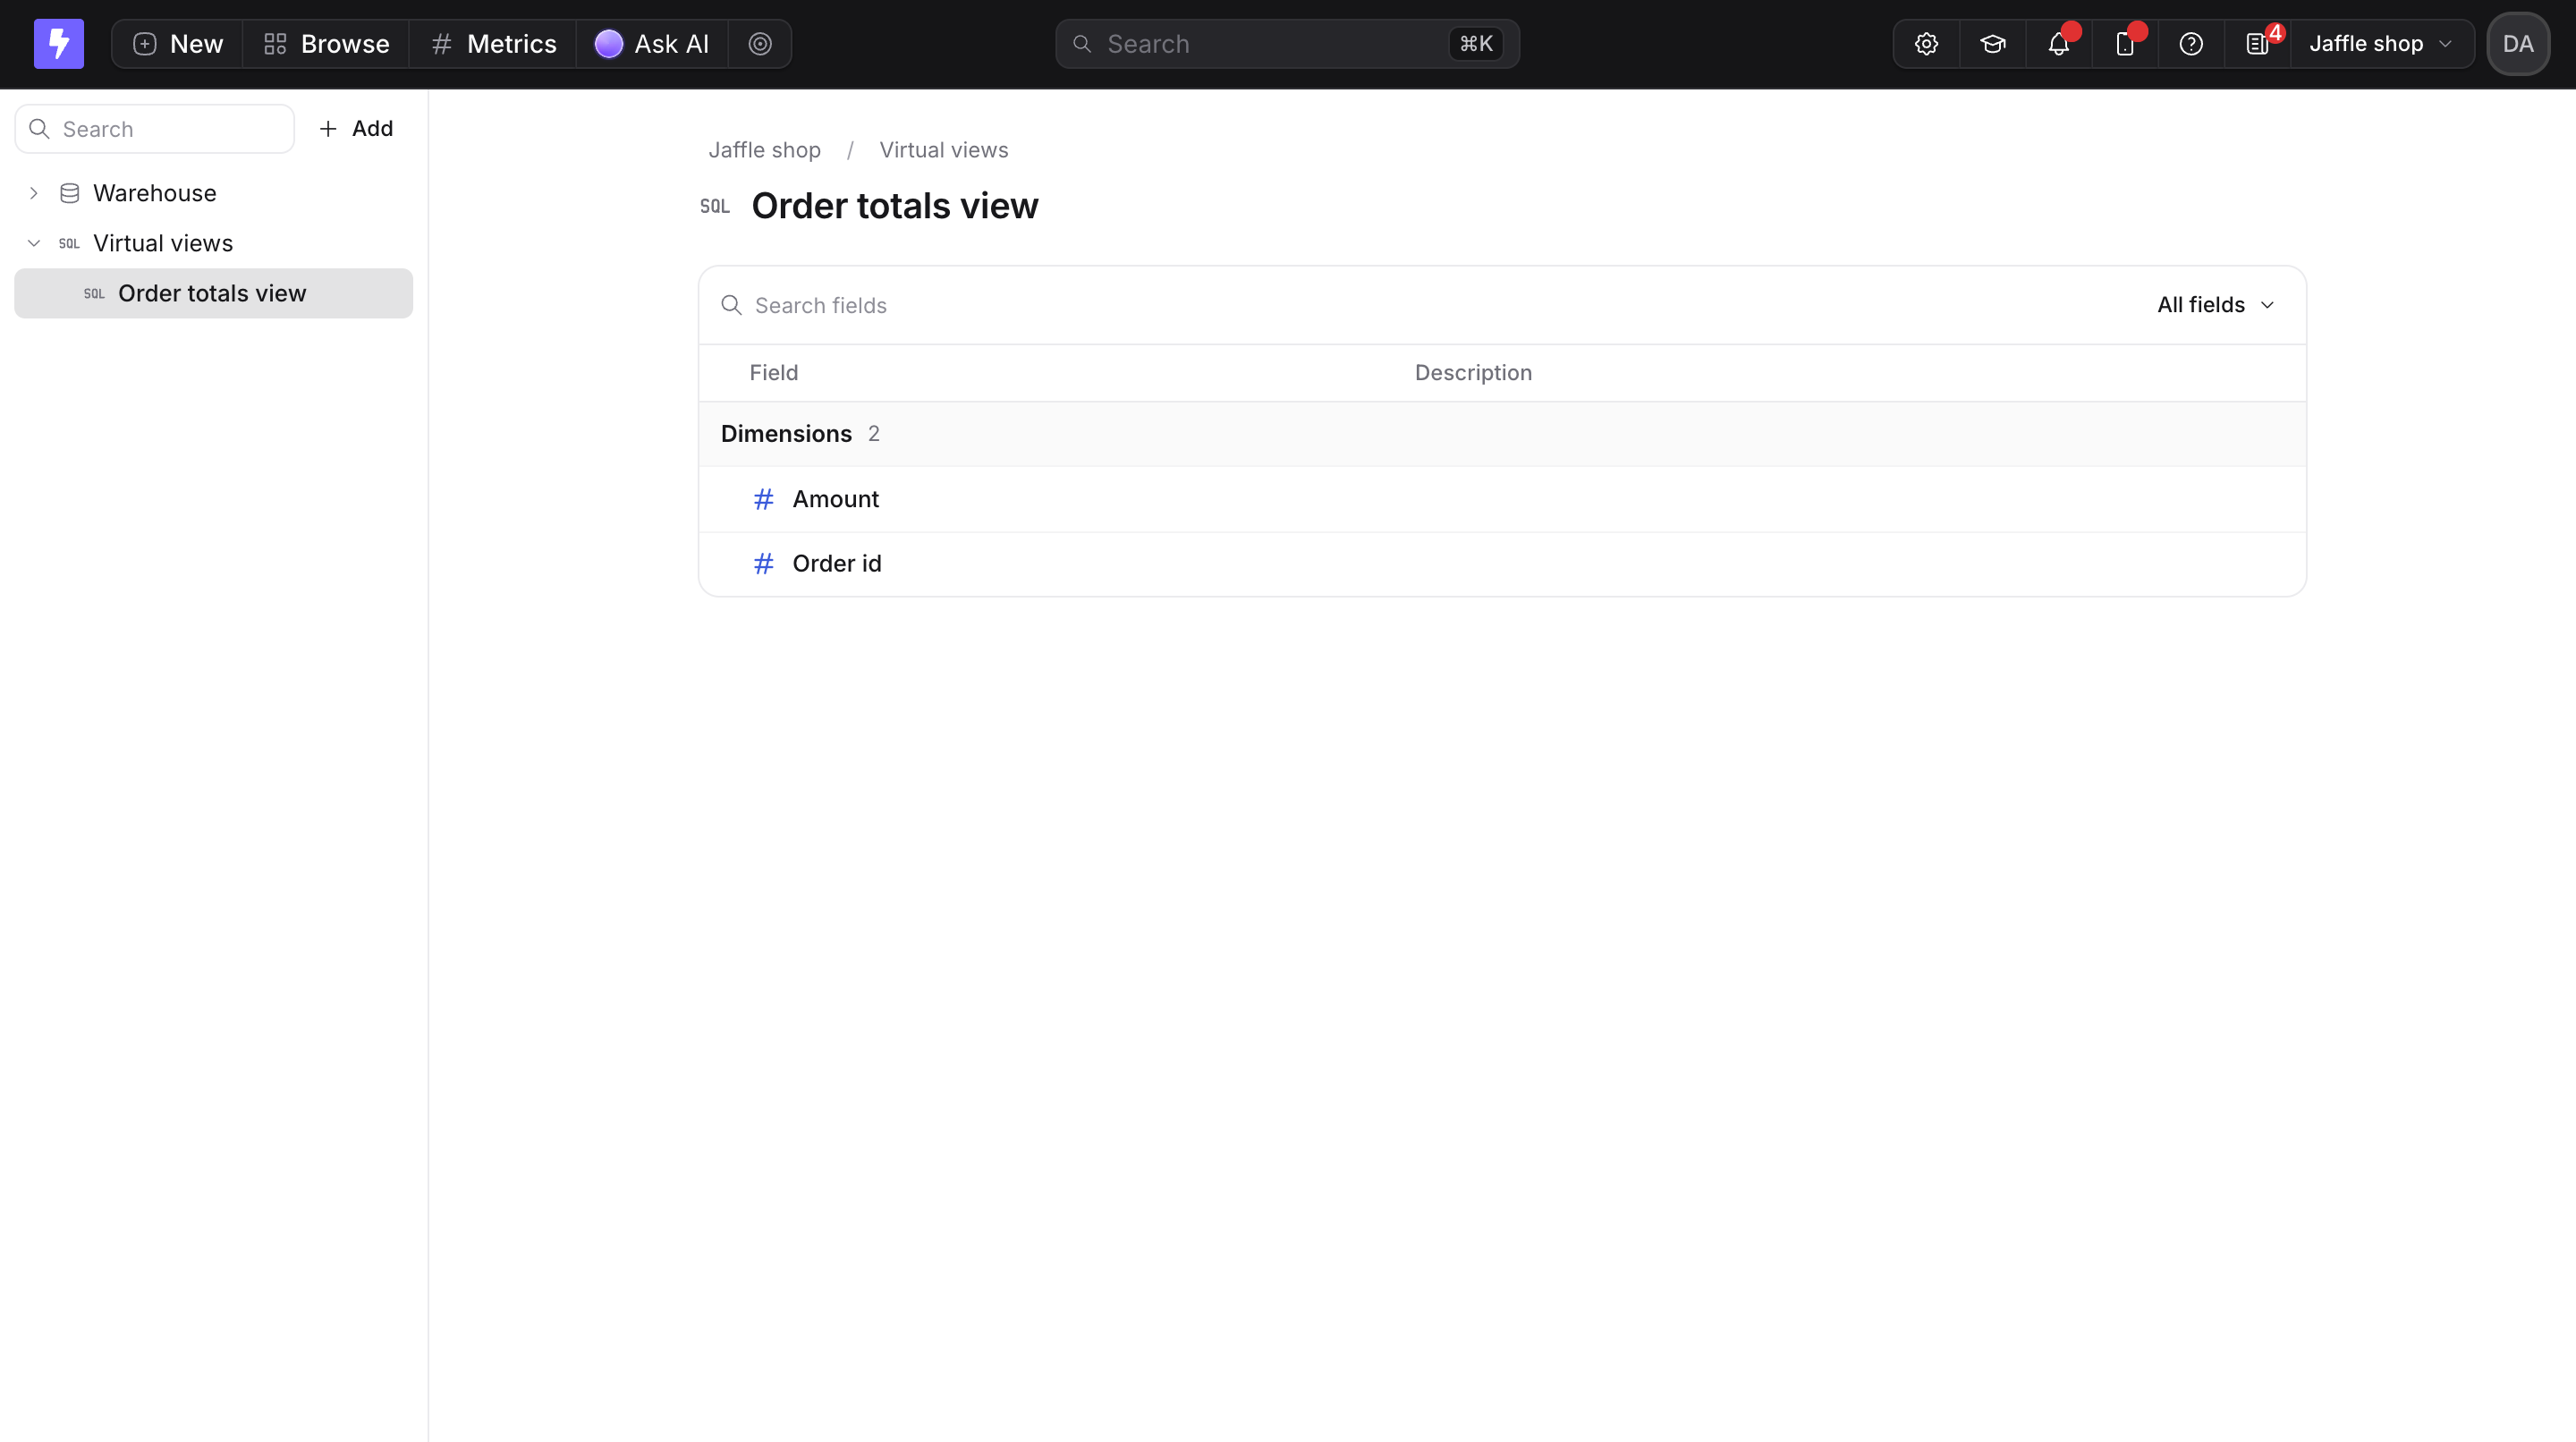 New Browse Metrics Ask AI Search ⌘K 4 Jaffle shop DA
Search Add
Warehouse
SQL Virtual views
SQL Order totals view
Jaffle shop / Virtual views
SQL Order totals view
Search fields All fields
Field Description
Dimensions 2
# Amount
# Order id